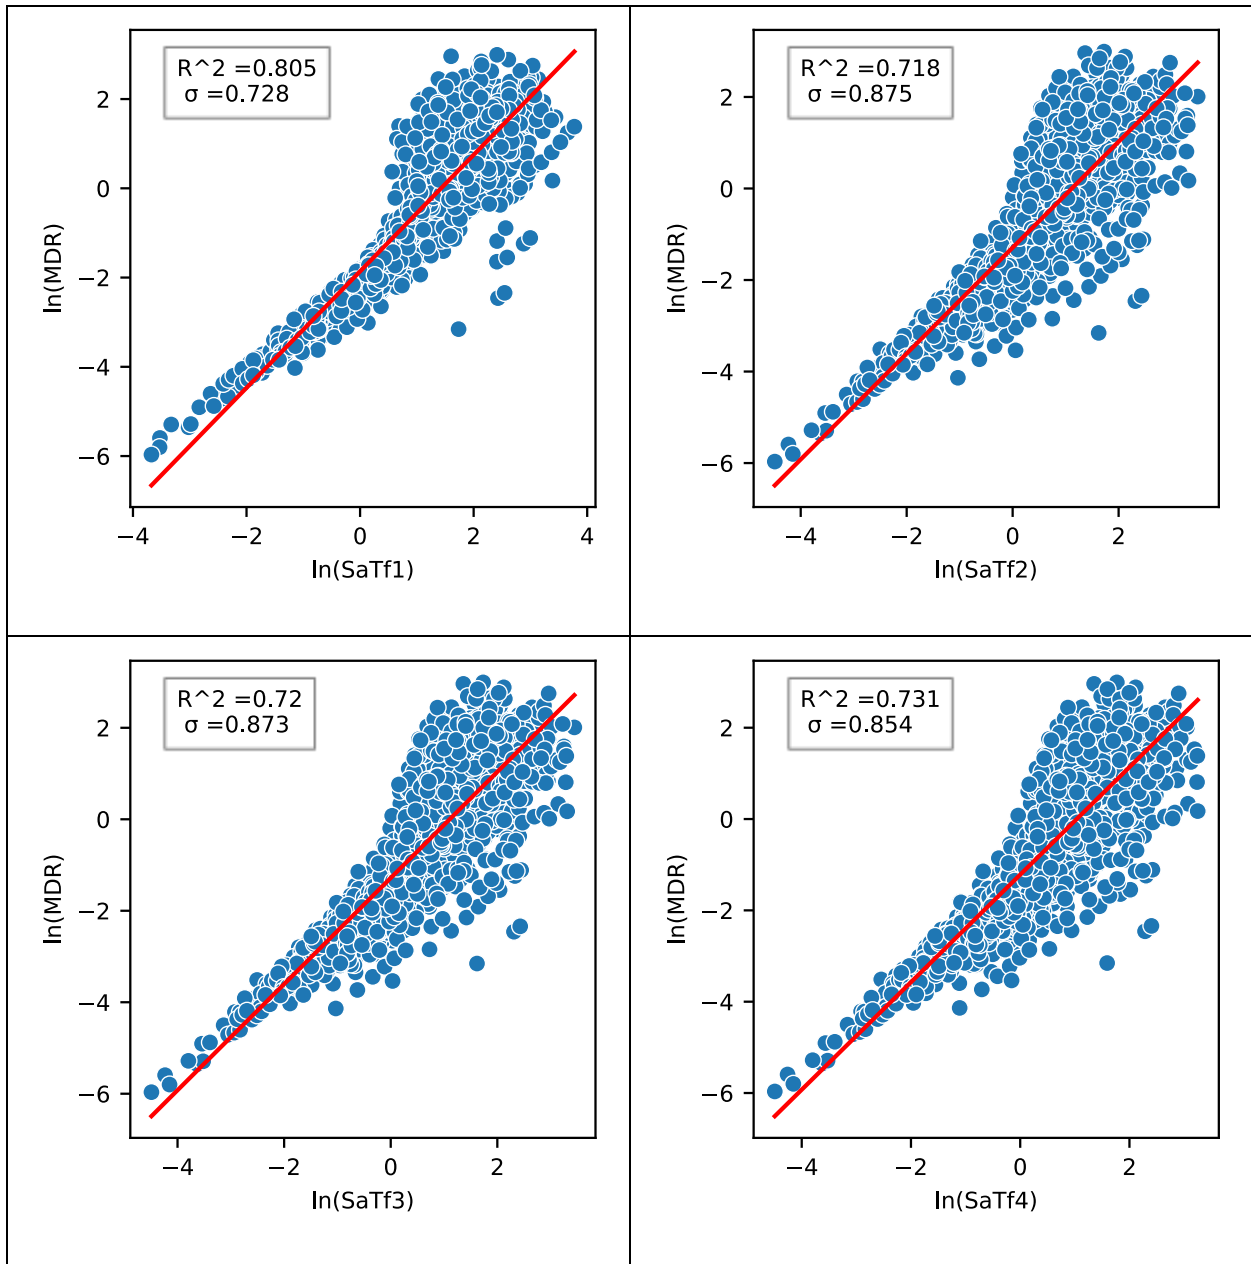 R^2 =0.805
σ =0.728
2
0
−2
−4
−6
ln(MDR)
−4 −2 0 2 4
ln(SaTf1)
R^2 =0.718
σ =0.875
2
0
−2
−4
−6
ln(MDR)
−4 −2 0 2
ln(SaTf2)
R^2 =0.72
σ =0.873
2
0
−2
−4
−6
ln(MDR)
−4 −2 0 2
ln(SaTf3)
R^2 =0.731
σ =0.854
2
0
−2
−4
−6
ln(MDR)
−4 −2 0 2
ln(SaTf4)